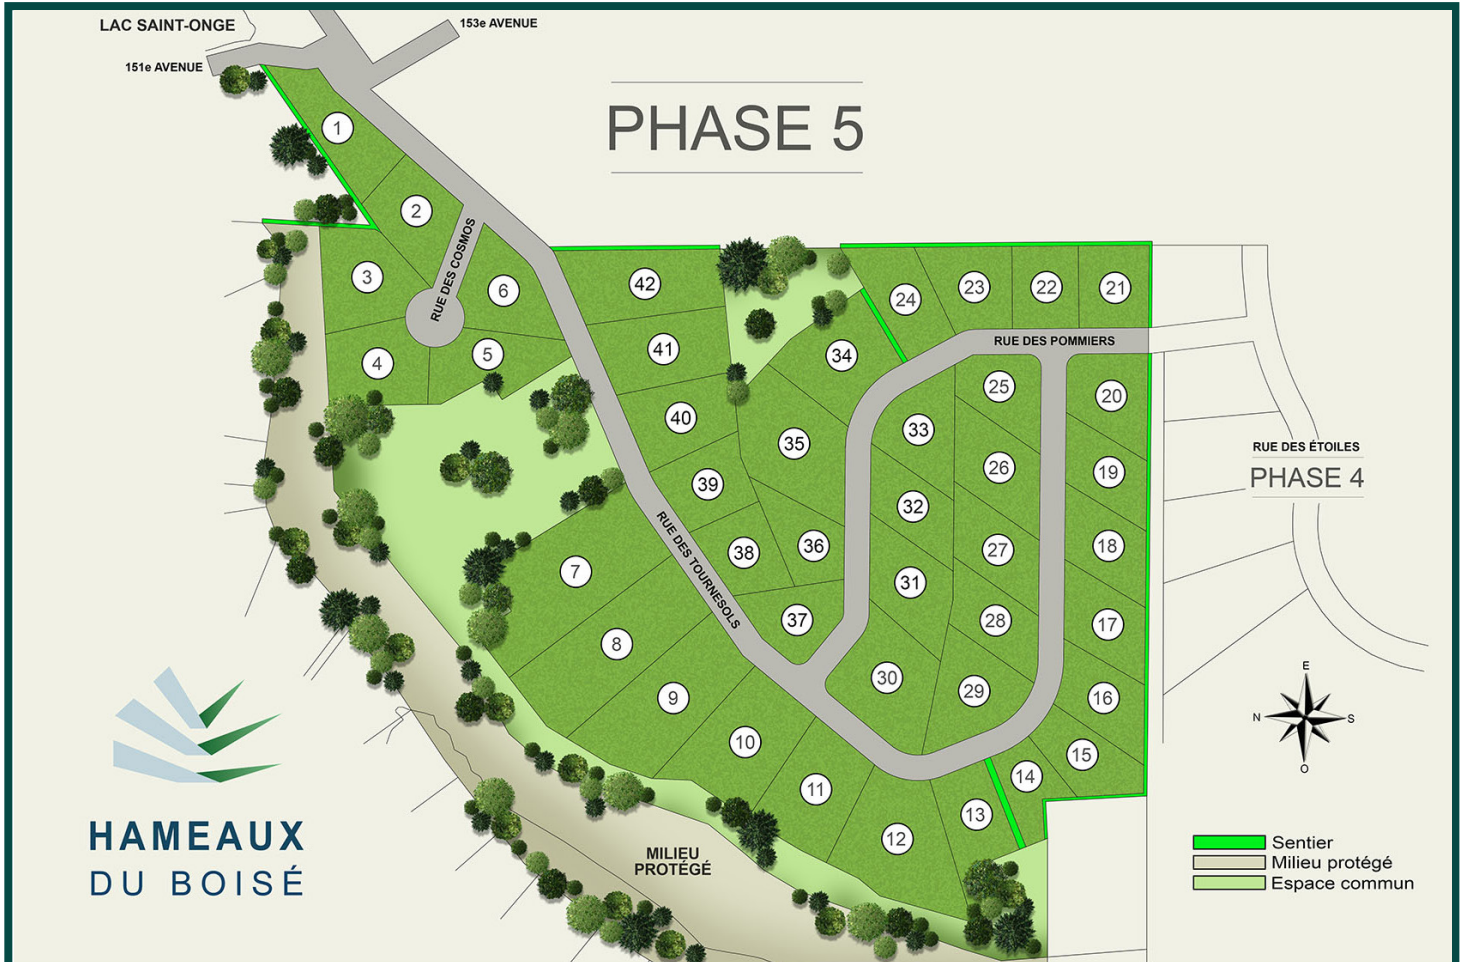 LAC SAINT-ONGE
153e AVENUE
151e AVENUE
PHASE 5
1
2
3
RUE DES COSMOS
6
4
5
42
41
40
39
38
37
24
23
22
21
RUE DES POMMIERS
34
35
36
33
32
31
30
25
26
27
28
29
20
19
18
17
16
15
14
13
12
11
10
9
8
7
RUE DES TOURNESOLS
RUE DES ÉTOILES
PHASE 4
E
N
S
O
MILIEU
PROTÉGÉ
HAMEAUX
DU BOISÉ
Sentier
Milieu protégé
Espace commun